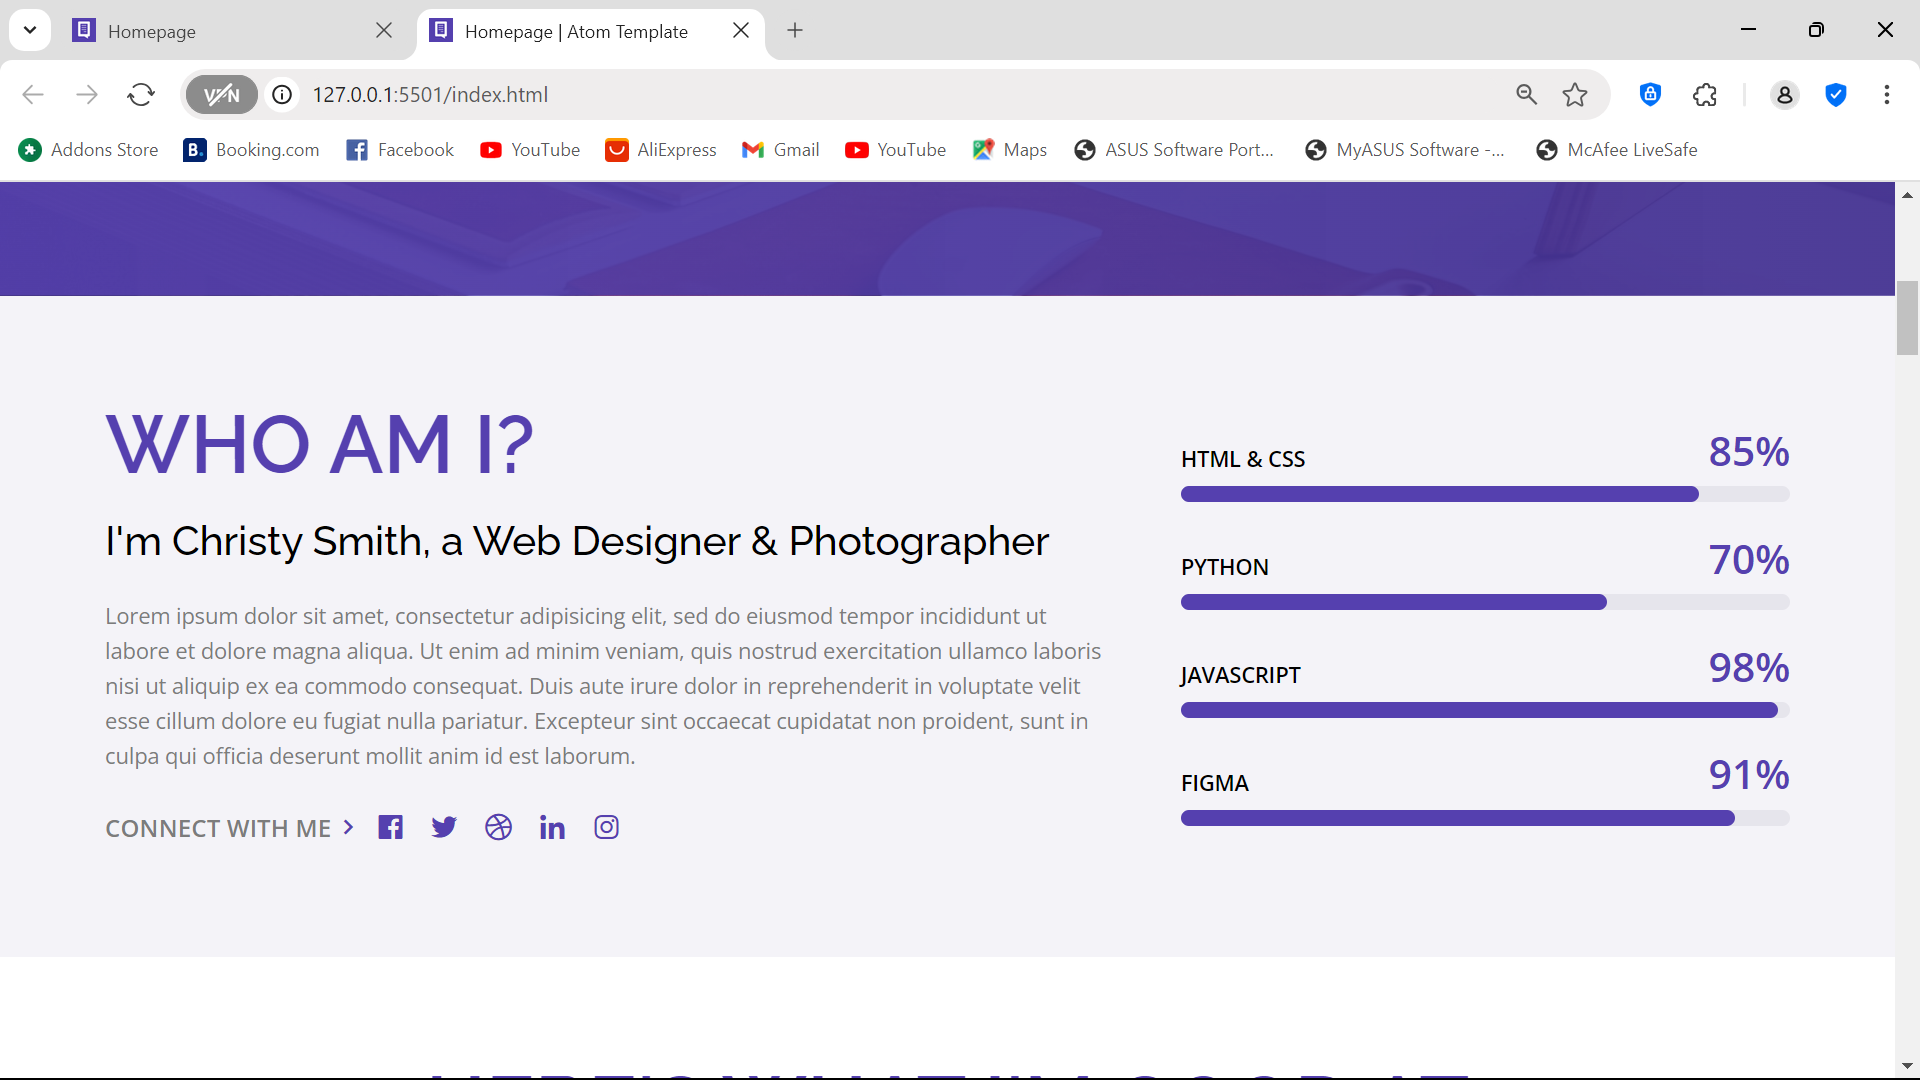 Homepage
Homepage | Atom Template
VPN
127.0.0.1:5501/index.html
Addons Store
B. Booking.com
Facebook
YouTube
AliExpress
Gmail
YouTube
Maps
ASUS Software Port...
MyASUS Software -...
McAfee LiveSafe
WHO AM I?
I'm Christy Smith, a Web Designer & Photographer
Lorem ipsum dolor sit amet, consectetur adipisicing elit, sed do eiusmod tempor incididunt ut
labore et dolore magna aliqua. Ut enim ad minim veniam, quis nostrud exercitation ullamco laboris
nisi ut aliquip ex ea commodo consequat. Duis aute irure dolor in reprehenderit in voluptate velit
esse cillum dolore eu fugiat nulla pariatur. Excepteur sint occaecat cupidatat non proident, sunt in
culpa qui officia deserunt mollit anim id est laborum.
CONNECT WITH ME
HTML & CSS 85%
PYTHON 70%
JAVASCRIPT 98%
FIGMA 91%